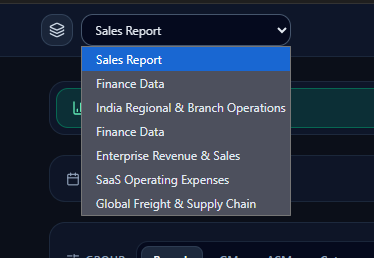 Sales Report
Sales Report
Finance Data
India Regional & Branch Operations
Finance Data
Enterprise Revenue & Sales
SaaS Operating Expenses
Global Freight & Supply Chain
GROUP